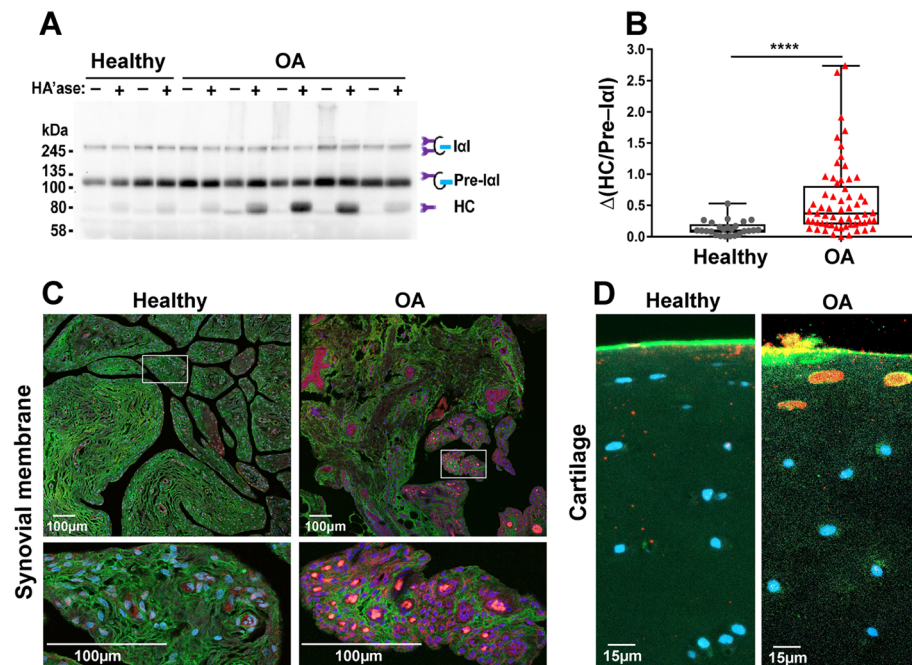 A
Healthy OA
HA'ase: − + − + − + − + − + − + − +
kDa
245 -
135 -
100 -
80 -
58 -
IαI
Pre-IαI
HC
B
****
Δ(HC/Pre–IαI)
3.0
2.5
2.0
1.5
1.0
0.5
0.0
Healthy OA
C
Healthy OA
Synovial membrane
100µm 100µm
100µm 100µm
D
Healthy OA
Cartilage
15µm 15µm